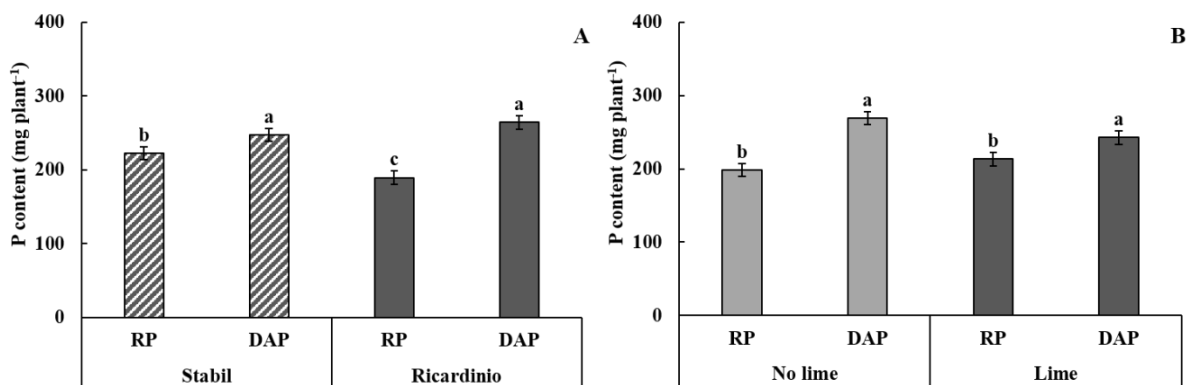 A
P content (mg plant⁻¹)
400
300
200
100
0
b
a
c
a
RP
DAP
RP
DAP
Stabil
Ricardinio
B
P content (mg plant⁻¹)
400
300
200
100
0
b
a
b
a
RP
DAP
RP
DAP
No lime
Lime